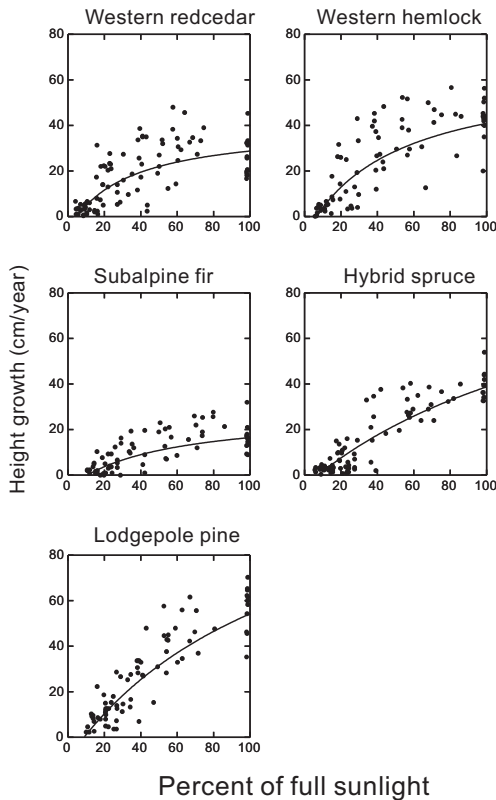 Western redcedar
Western hemlock
80
60
40
20
0
0 20 40 60 80 100
80
60
40
20
0
0 20 40 60 80 100
Subalpine fir
Hybrid spruce
80
60
40
20
0
0 20 40 60 80 100
80
60
40
20
0
0 20 40 60 80 100
Lodgepole pine
80
60
40
20
0
0 20 40 60 80 100
Height growth (cm/year)
Percent of full sunlight